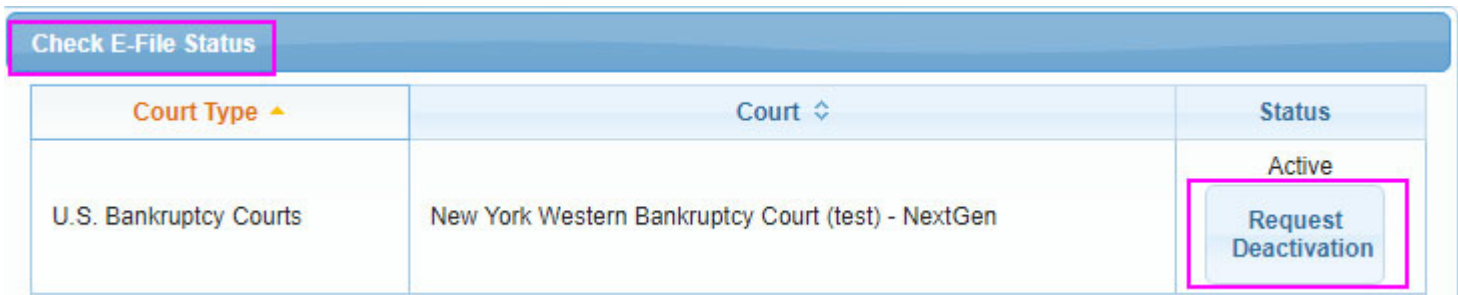 Check E-File Status
Court Type Court Status
U.S. Bankruptcy Courts New York Western Bankruptcy Court (test) - NextGen Active
Request
Deactivation